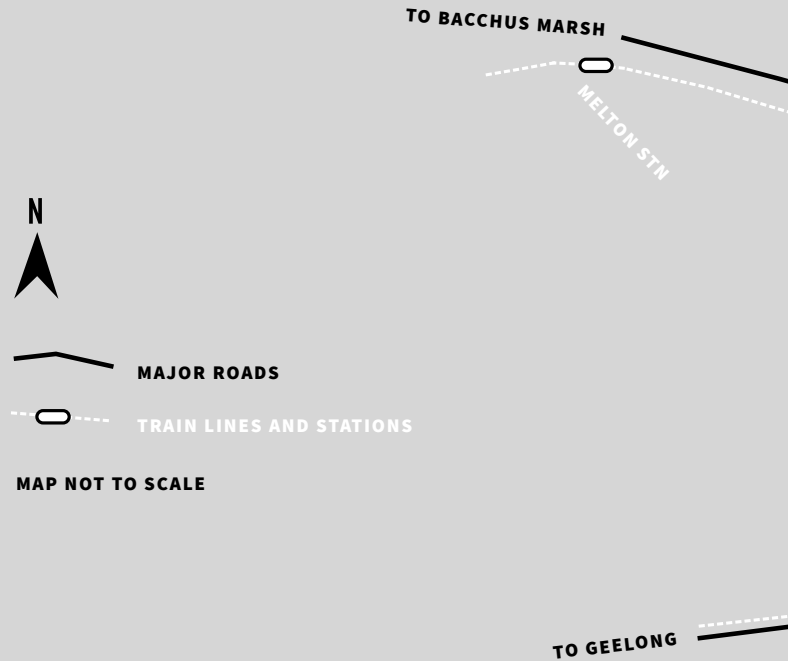 TO BACCHUS MARSH
MELTON STN
N
MAJOR ROADS
TRAIN LINES AND STATIONS
MAP NOT TO SCALE
TO GEELONG